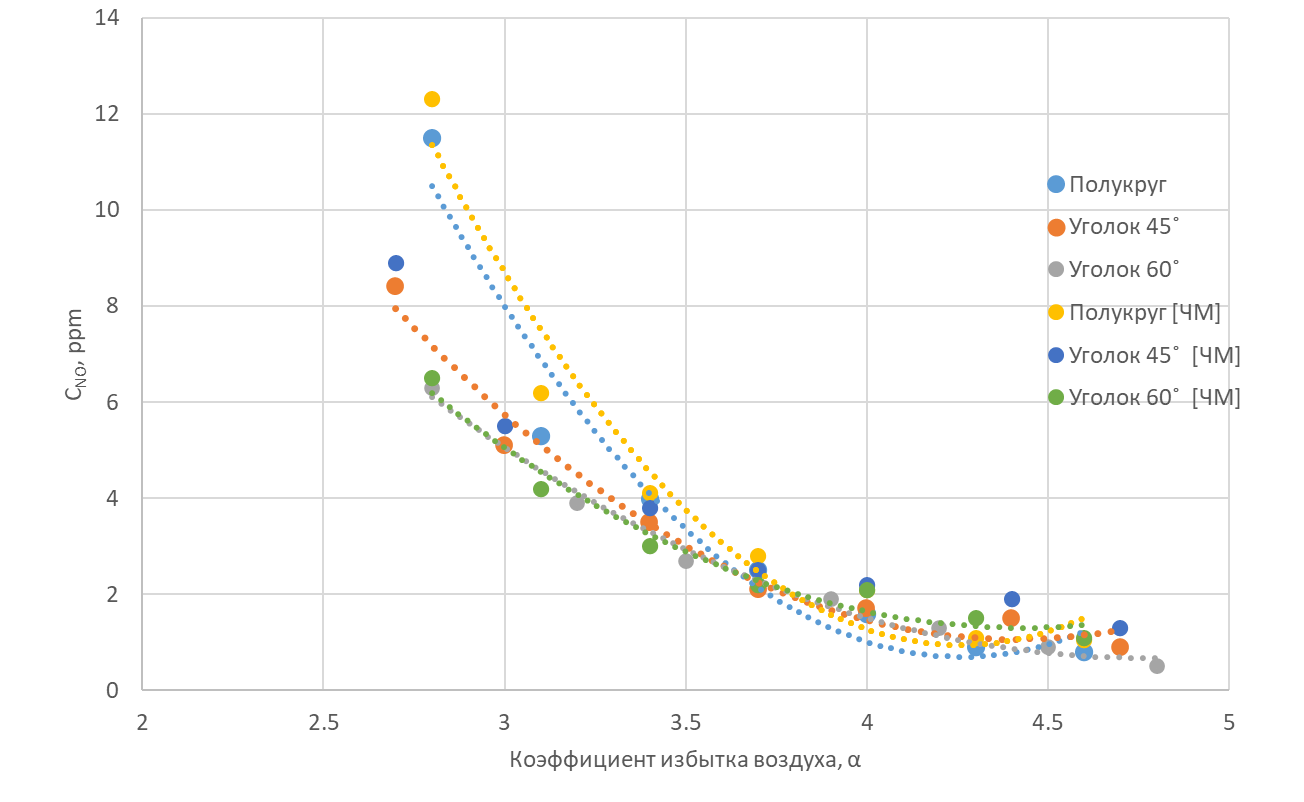 14
12
10
8
6
4
2
0
C_NO, ppm
Полукруг
Уголок 45˚
Уголок 60˚
Полукруг [ЧМ]
Уголок 45˚ [ЧМ]
Уголок 60˚ [ЧМ]
2 2.5 3 3.5 4 4.5 5
Коэффициент избытка воздуха, α